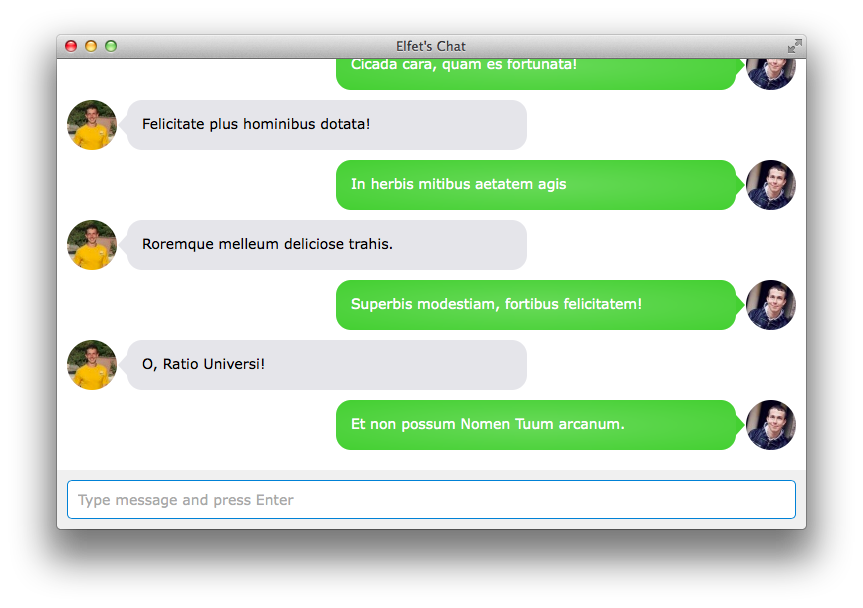 Elfet's Chat
Cicada cara, quam es fortunata!
Felicitate plus hominibus dotata!
In herbis mitibus aetatem agis
Roremque melleum deliciose trahis.
Superbis modestiam, fortibus felicitatem!
O, Ratio Universi!
Et non possum Nomen Tuum arcanum.
Type message and press Enter